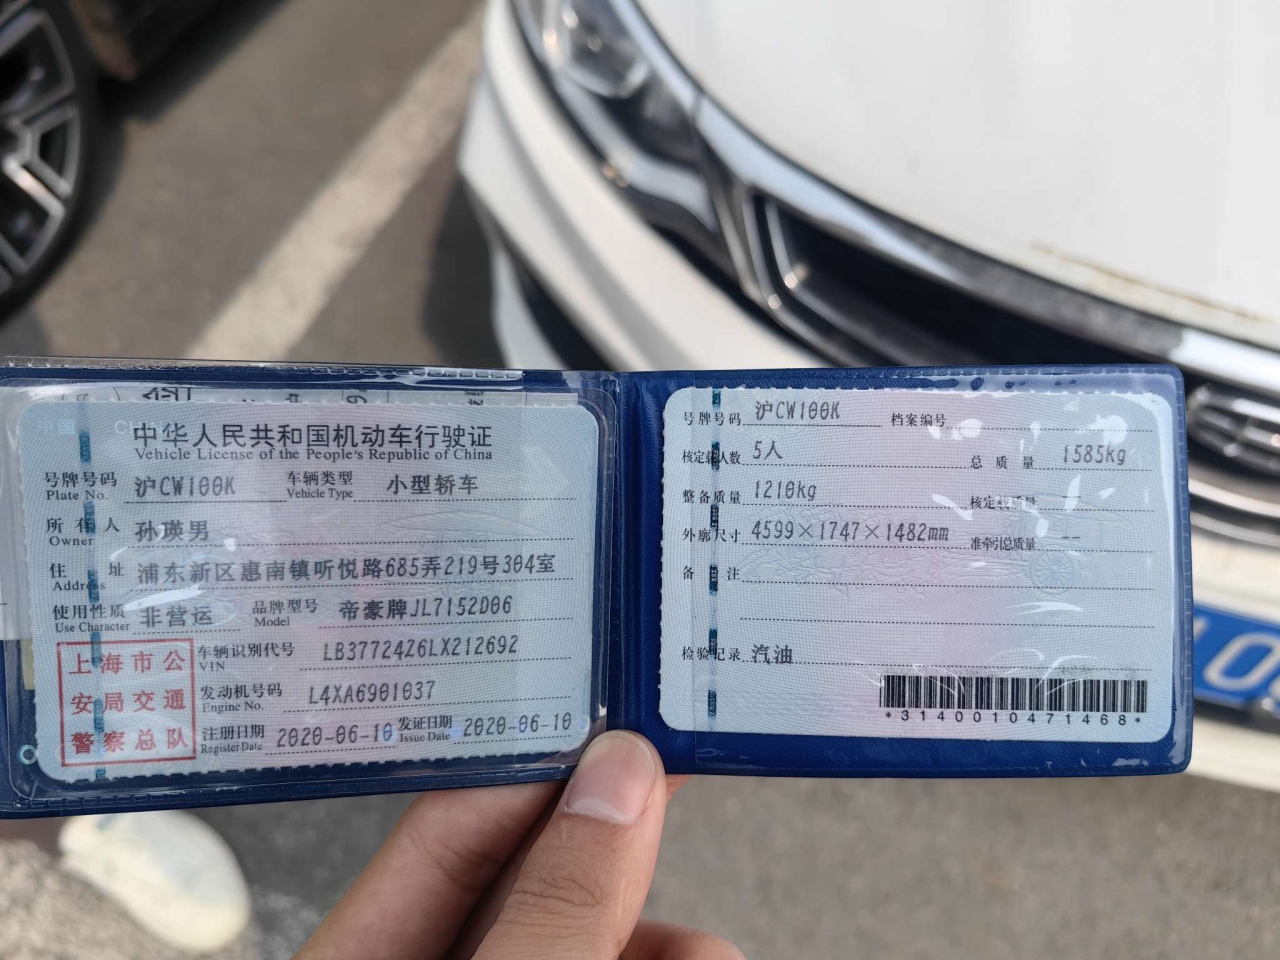 中华人民共和国机动车行驶证
Vehicle License of the People's Republic of China
号牌号码 Plate No. 沪CW100K 车辆类型 Vehicle Type 小型轿车
所有人 Owner 孙瑛男
住址 Address 浦东新区惠南镇听悦路685弄219号304室
使用性质 Use Character 非营运 品牌型号 Model 帝豪牌JL7152D06
车辆识别代号 VIN LB37724Z6LX212692
发动机号码 Engine No. L4XA6901037
注册日期 Register Date 2020-06-10 发证日期 Issue Date 2020-06-10
上海市公
安局交通
警察总队
号牌号码 沪CW100K 档案编号
核定载人数 5人 总质量 1585kg
整备质量 1210kg 核定载质量 --
外廓尺寸 4599×1747×1482mm 准牵引总质量 --
备注
检验记录 汽油
*3140010471468*